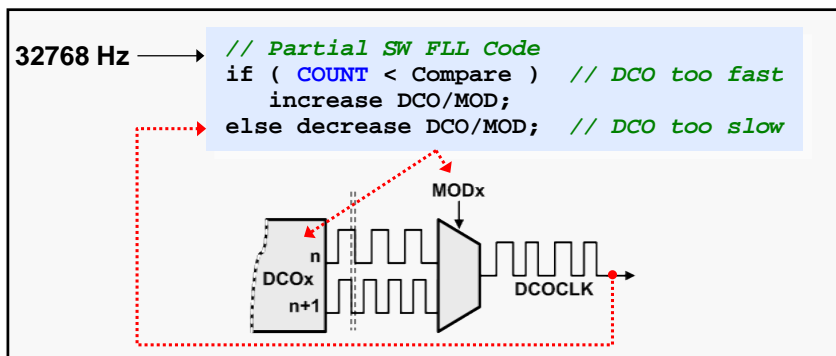 32768 Hz
// Partial SW FLL Code
if ( COUNT < Compare )  // DCO too fast
increase DCO/MOD;
else decrease DCO/MOD;  // DCO too slow
MODx
n
DCOx
n+1
DCOCLK